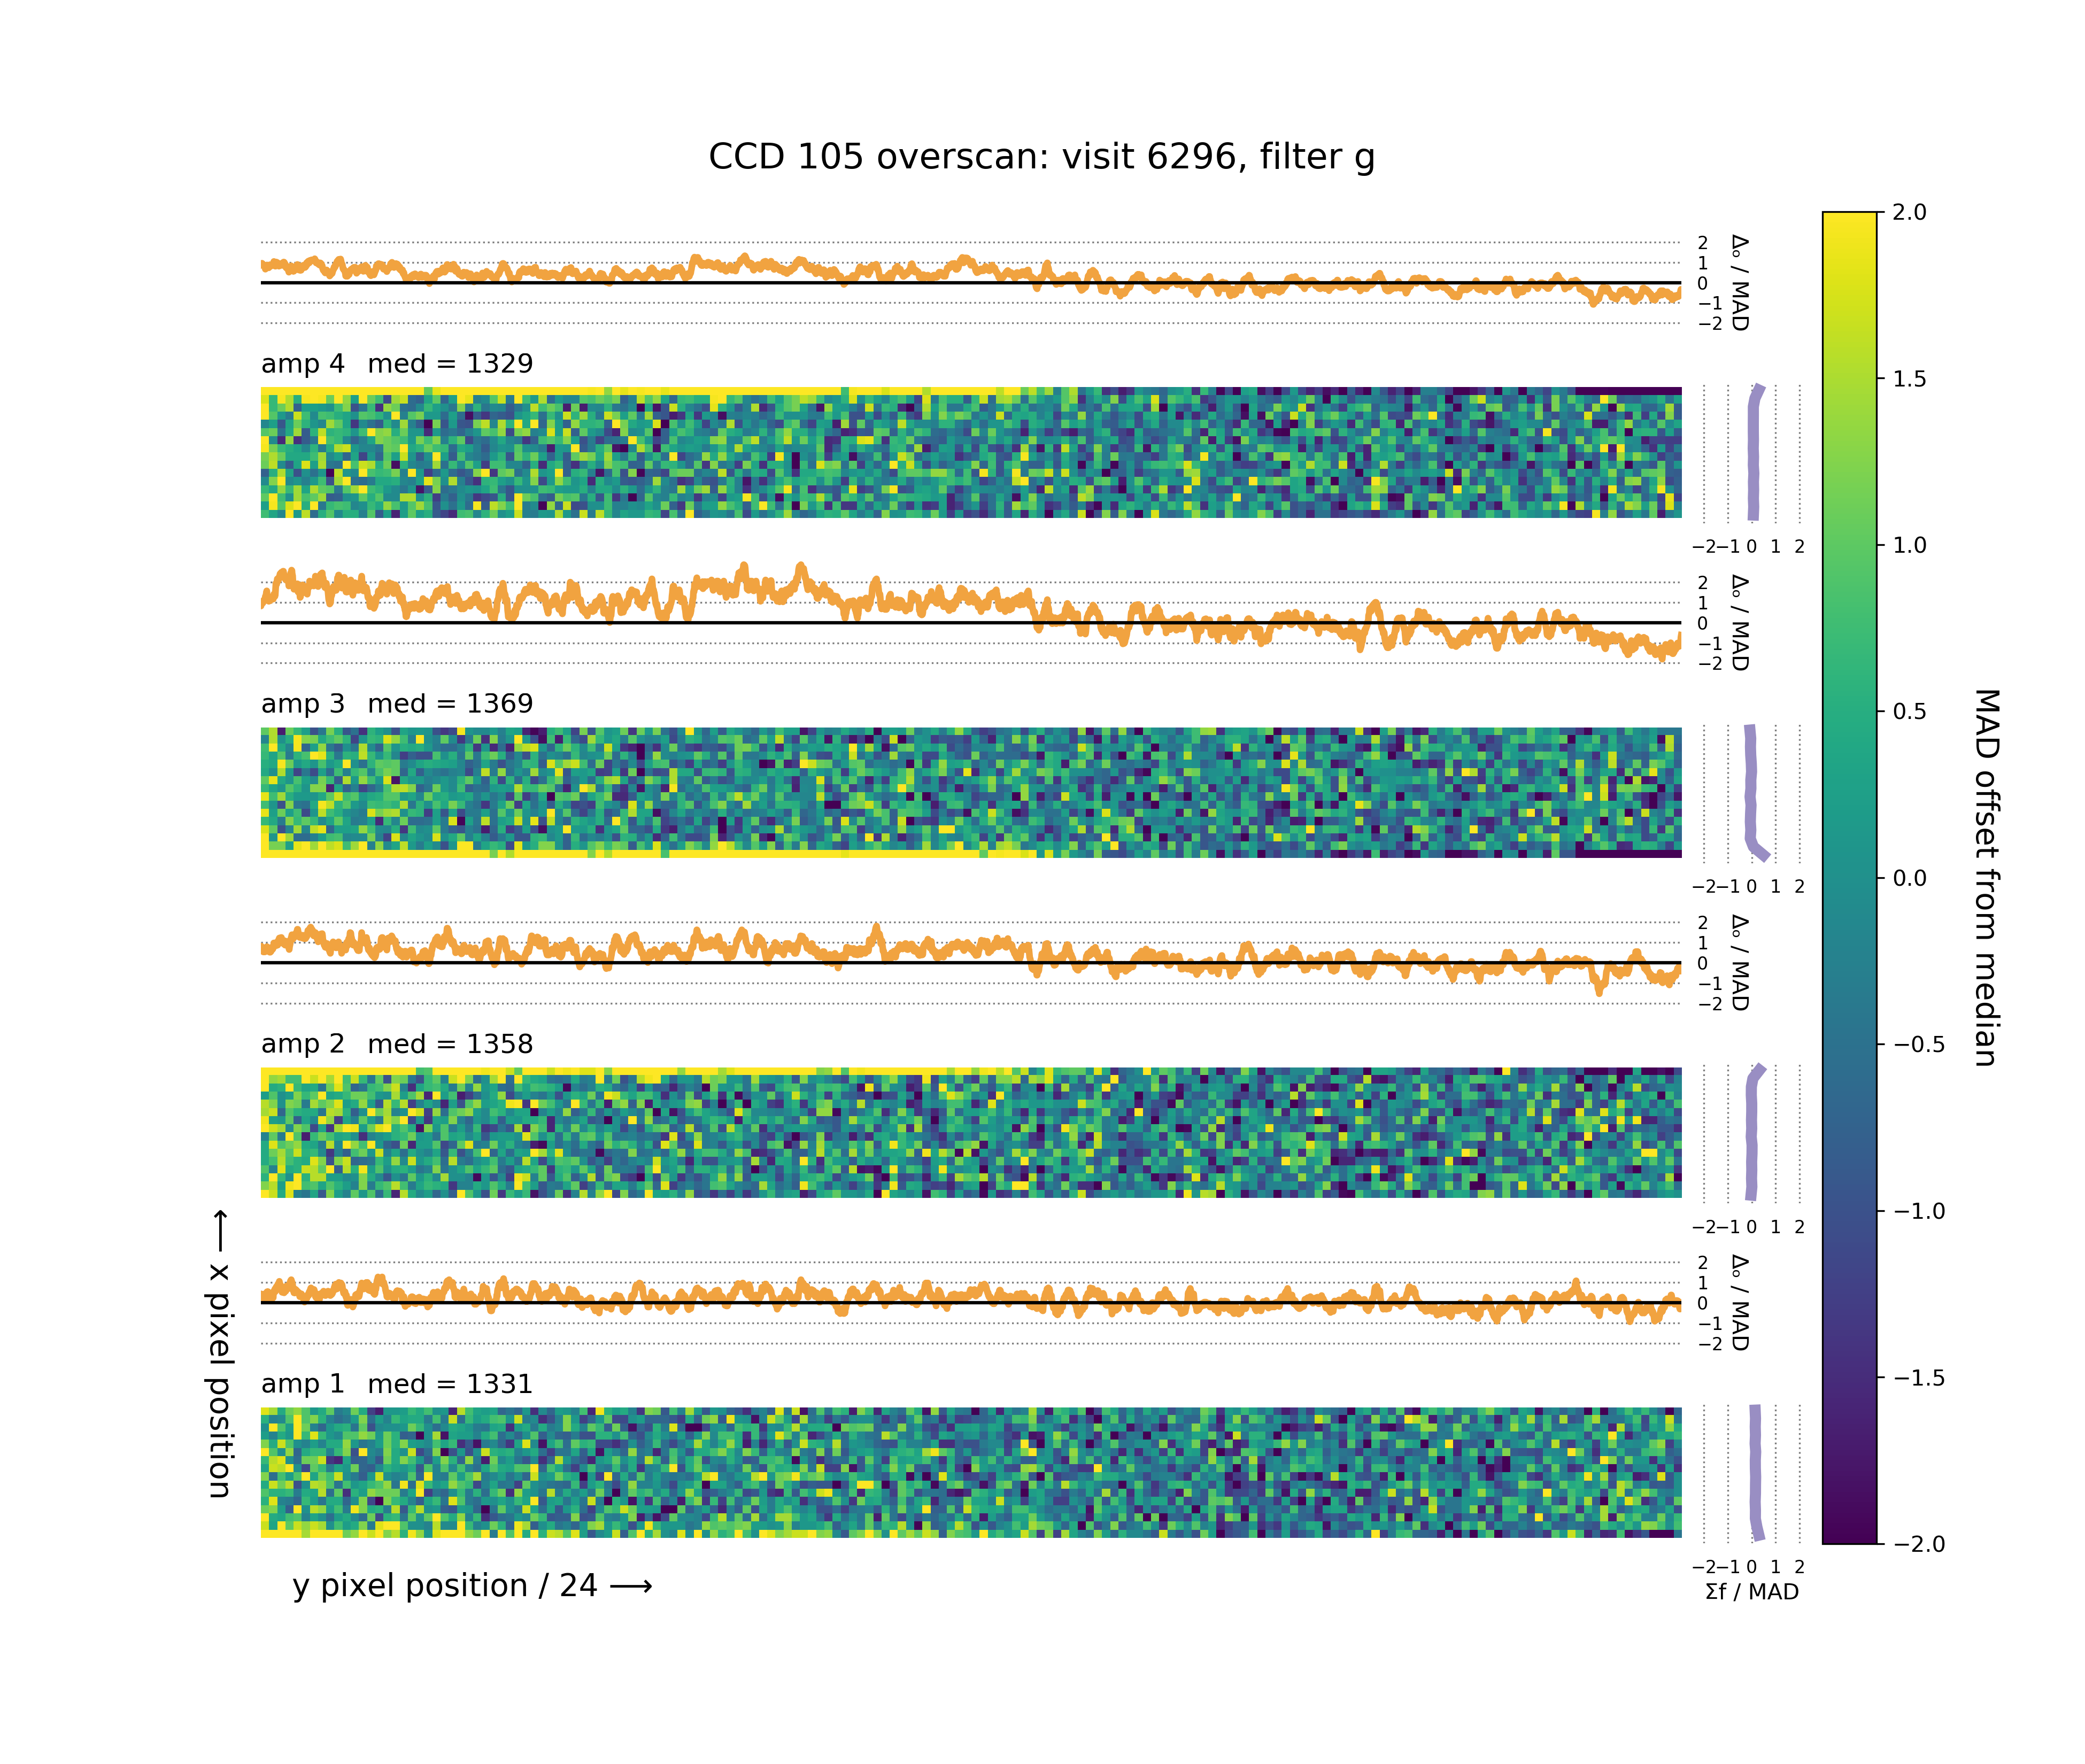 CCD 105 overscan: visit 6296, filter g
2
1
0
−1
−2
Δₒ / MAD
amp 4 med = 1329
−2 −1 0 1 2
2
1
0
−1
−2
Δₒ / MAD
amp 3 med = 1369
−2 −1 0 1 2
2
1
0
−1
−2
Δₒ / MAD
amp 2 med = 1358
−2 −1 0 1 2
2
1
0
−1
−2
Δₒ / MAD
amp 1 med = 1331
−2 −1 0 1 2
Σf / MAD
y pixel position / 24 ⟶
⟵ x pixel position
2.0
1.5
1.0
0.5
0.0
−0.5
−1.0
−1.5
−2.0
MAD offset from median